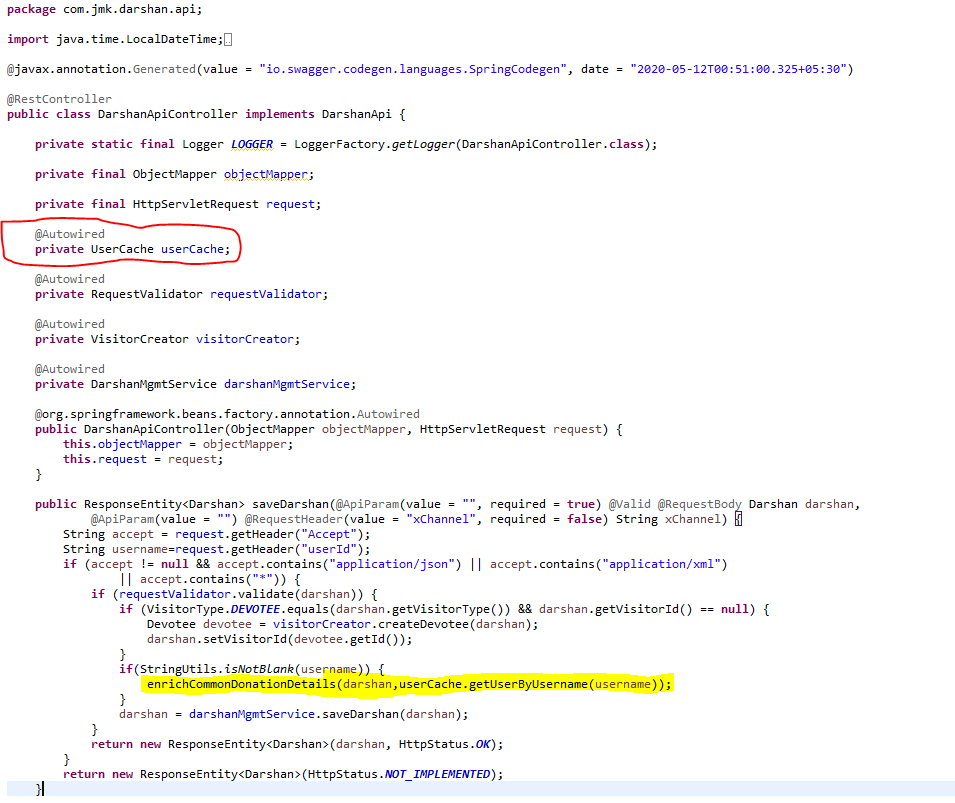 package com.jmk.darshan.api;
import java.time.LocalDateTime;
@javax.annotation.Generated(value = "io.swagger.codegen.languages.SpringCodegen", date = "2020-05-12T00:51:00.325+05:30")
@RestController
public class DarshanApiController implements DarshanApi {
private static final Logger LOGGER = LoggerFactory.getLogger(DarshanApiController.class);
private final ObjectMapper objectMapper;
private final HttpServletRequest request;
@Autowired
private UserCache userCache;
@Autowired
private RequestValidator requestValidator;
@Autowired
private VisitorCreator visitorCreator;
@Autowired
private DarshanMgmtService darshanMgmtService;
@org.springframework.beans.factory.annotation.Autowired
public DarshanApiController(ObjectMapper objectMapper, HttpServletRequest request) {
this.objectMapper = objectMapper;
this.request = request;
}
public ResponseEntity<Darshan> saveDarshan(@ApiParam(value = "", required = true) @Valid @RequestBody Darshan darshan,
@ApiParam(value = "") @RequestHeader(value = "xChannel", required = false) String xChannel) {
String accept = request.getHeader("Accept");
String username=request.getHeader("userId");
if (accept != null && accept.contains("application/json") || accept.contains("application/xml")
|| accept.contains("*")) {
if (requestValidator.validate(darshan)) {
if (VisitorType.DEVOTEE.equals(darshan.getVisitorType()) && darshan.getVisitorId() == null) {
Devotee devotee = visitorCreator.createDevotee(darshan);
darshan.setVisitorId(devotee.getId());
}
if(StringUtils.isNotBlank(username)) {
enrichCommonDonationDetails(darshan,userCache.getUserByUsername(username));
}
darshan = darshanMgmtService.saveDarshan(darshan);
}
return new ResponseEntity<Darshan>(darshan, HttpStatus.OK);
}
return new ResponseEntity<Darshan>(HttpStatus.NOT_IMPLEMENTED);
}